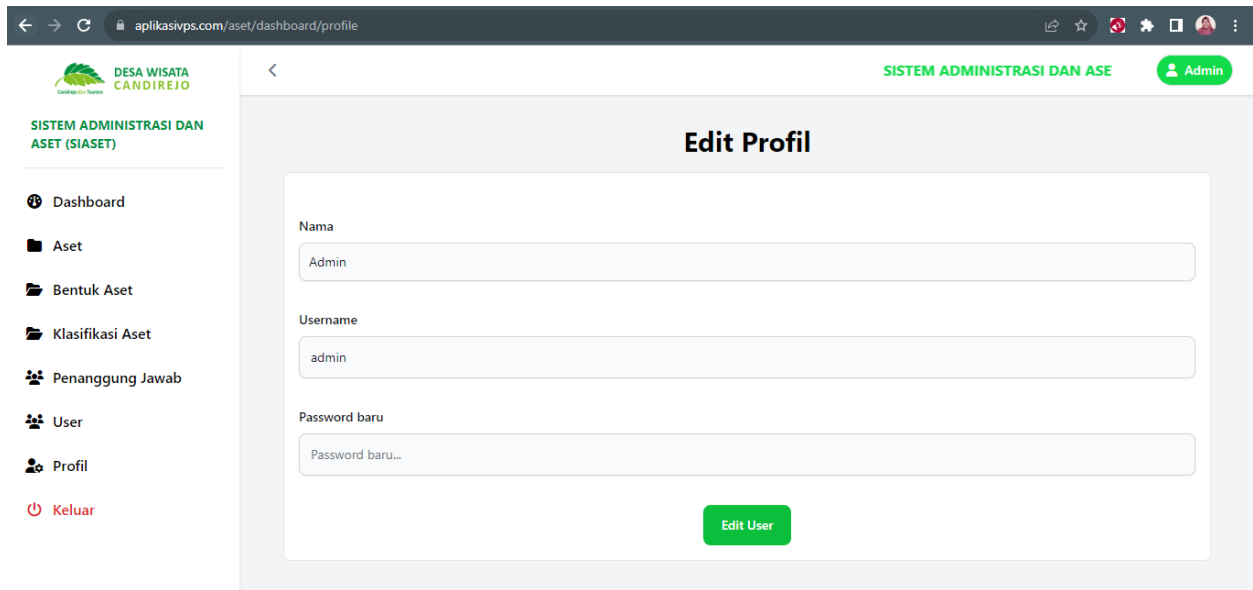 aplikasivps.com/aset/dashboard/profile
DESA WISATA
CANDIREJO
SISTEM ADMINISTRASI DAN
ASET (SIASET)
Dashboard
Aset
Bentuk Aset
Klasifikasi Aset
Penanggung Jawab
User
Profil
Keluar
SISTEM ADMINISTRASI DAN ASE
Admin
Edit Profil
Nama
Admin
Username
admin
Password baru
Password baru...
Edit User